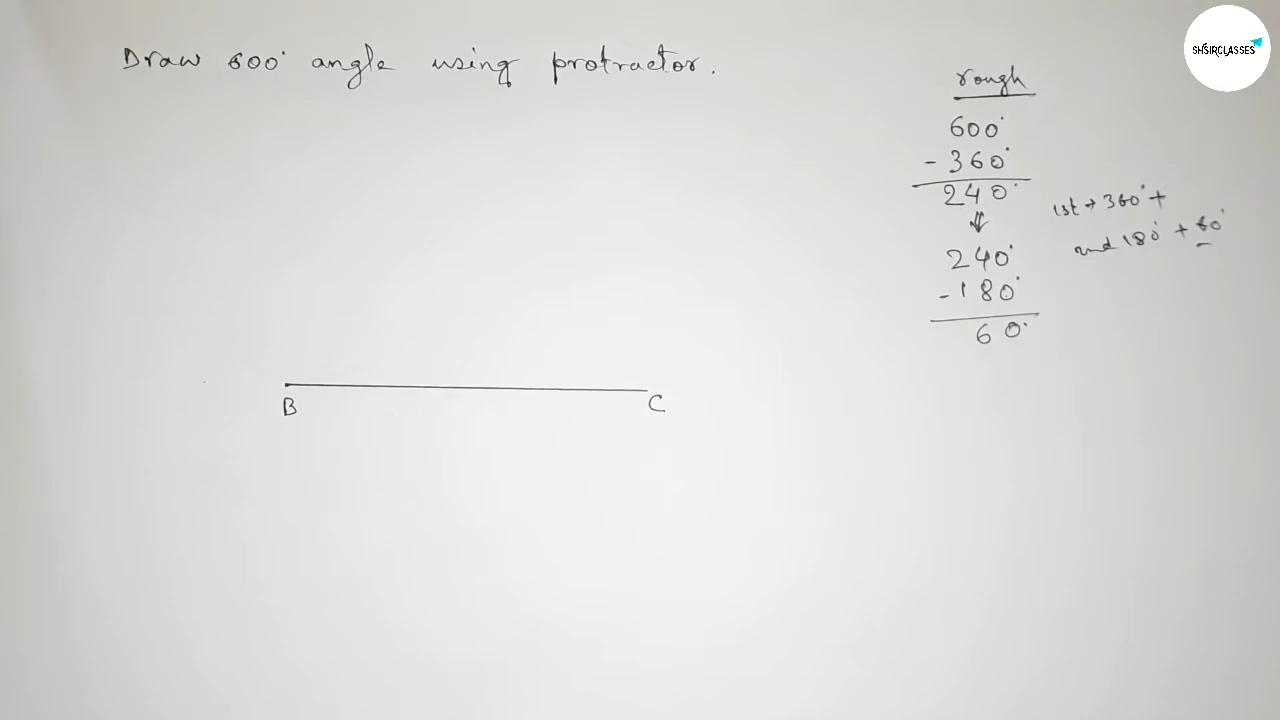 Draw 600° angle using protractor.
SHSIRCLASSES
rough
600°
- 360°
240°
1st → 360° +
2nd 180° + 60°
⇓
240°
- 180°
60°
B
C